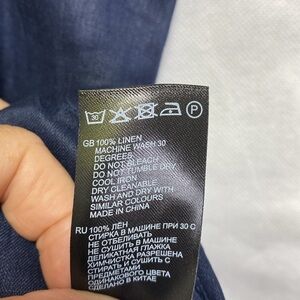 30
P
GB 100% LINEN
MACHINE WASH 30
DEGREES
DO NOT BLEACH
DO NOT TUMBLE DRY
COOL IRON
DRY CLEANABLE
WASH AND DRY WITH
SIMILAR COLOURS
MADE IN CHINA
RU 100% ЛЁН
СТИРКА В МАШИНЕ ПРИ 30 С
НЕ ОТБЕЛИВАТЬ
НЕ СУШИТЬ В МАШИНЕ
ДЕЛИКАТНАЯ ГЛАЖКА
ХИМЧИСТКА РАЗРЕШЕНА
СТИРАТЬ И СУШИТЬ С
ПРЕДМЕТАМИ
ОДИНАКОВОГО ЦВЕТА
СДЕЛАНО В КИТАЕ